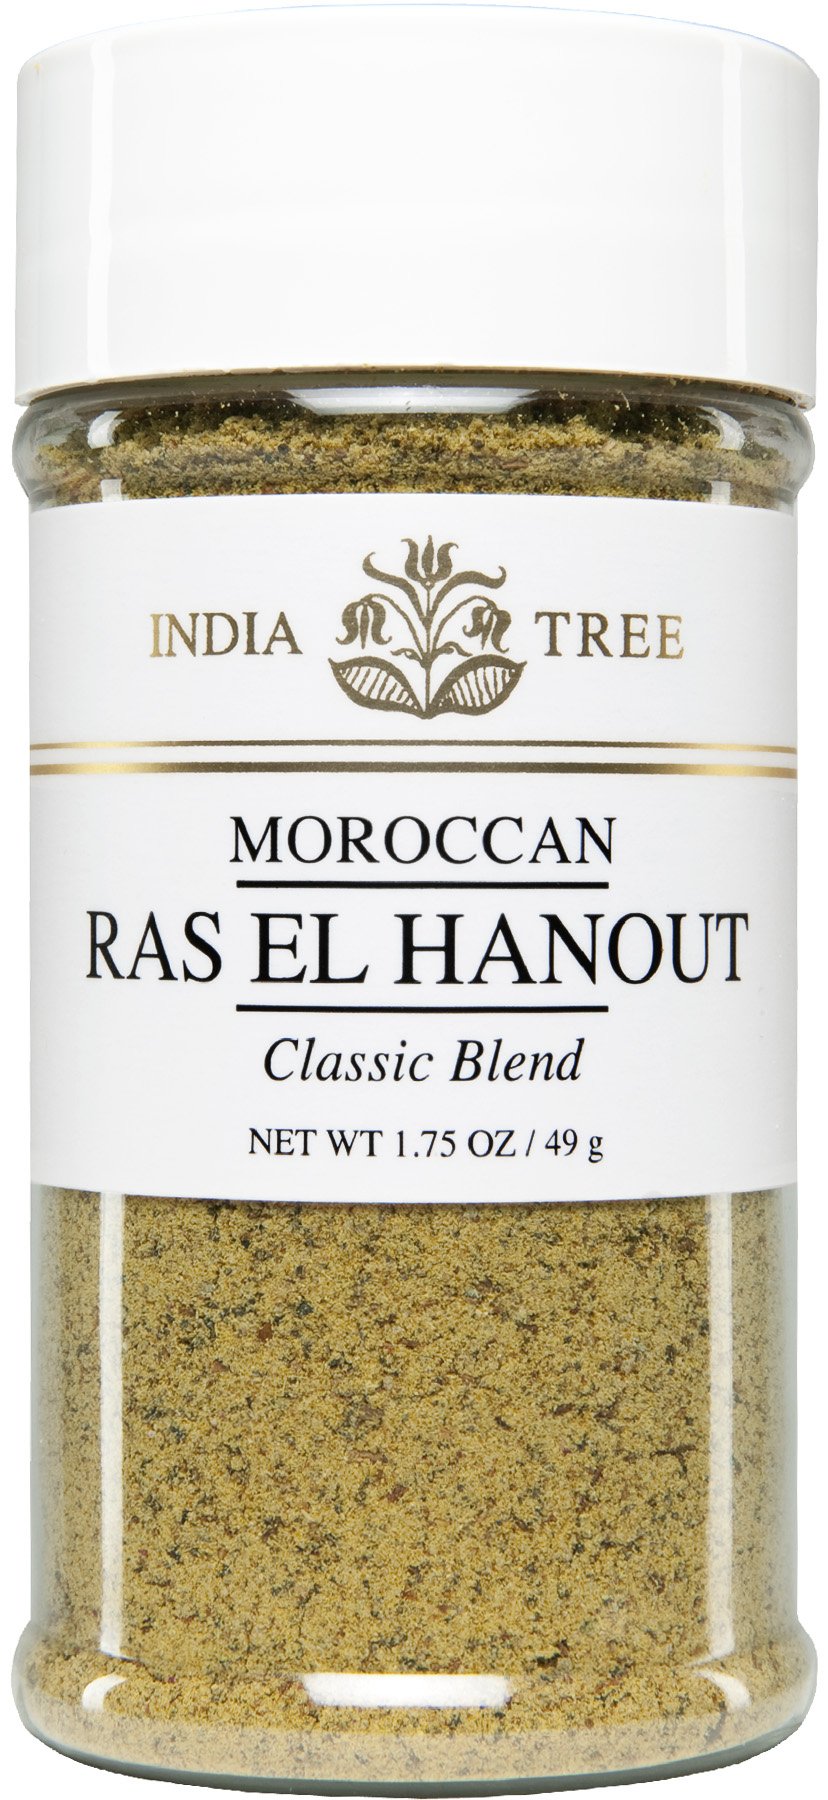 INDIA TREE
MOROCCAN
RAS EL HANOUT
Classic Blend
NET WT 1.75 OZ / 49 g